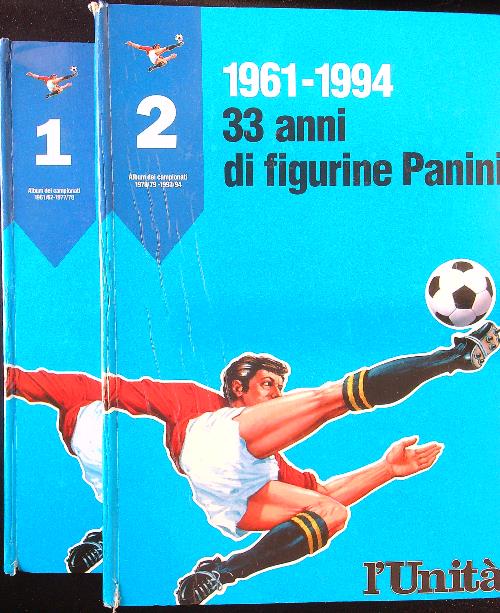 1
Album dei campionati
1961/62-1977/78
2
Album dei campionati
1978/79 -1993/94
1961-1994
33 anni
di figurine Panini
l'Unità